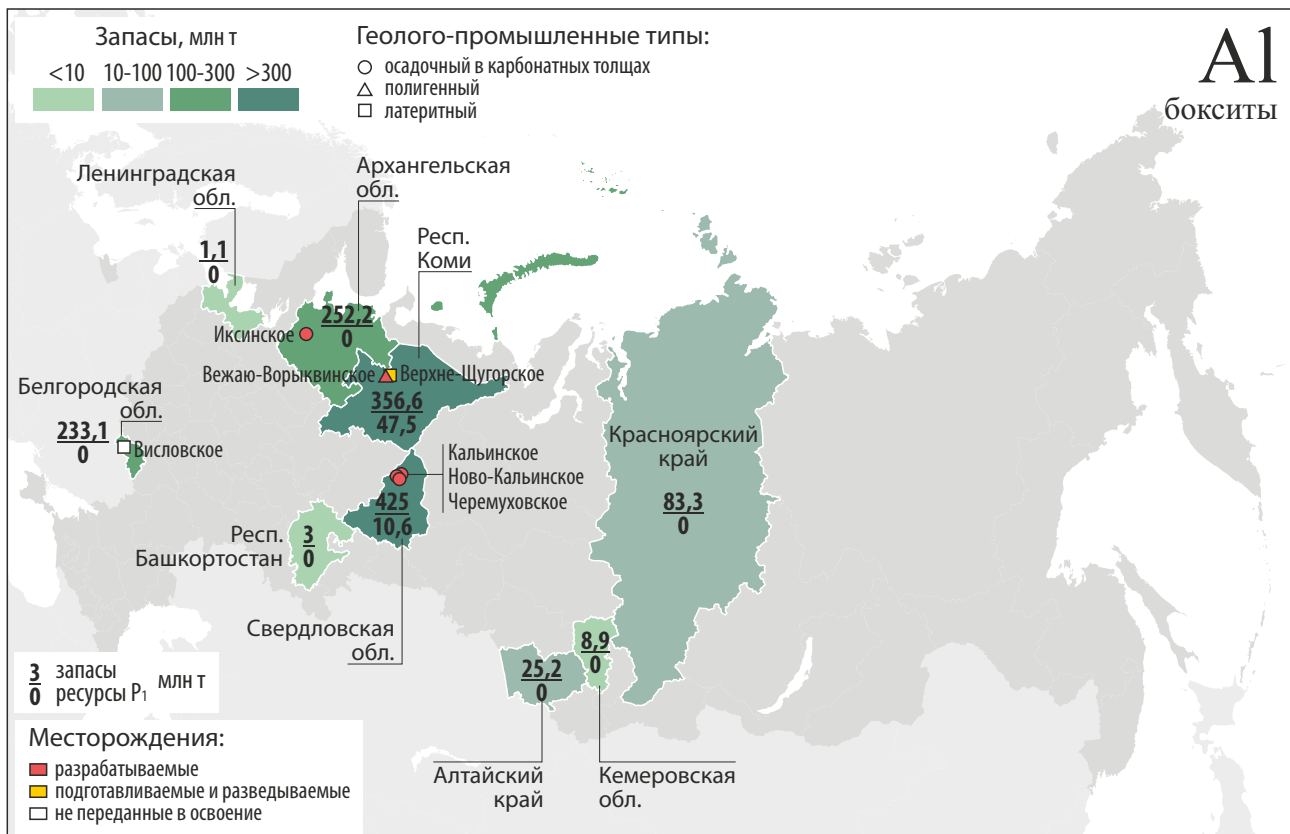 Запасы, млн т
<10 10-100 100-300 >300
Геолого-промышленные типы:
осадочный в карбонатных толщах
полигенный
латеритный
Al
бокситы
Ленинградская
обл.
1,1
0
Архангельская
обл.
252,2
0
Респ.
Коми
Иксинское
Вежаю-Ворыквинское
Верхне-Щугорское
356,6
47,5
Белгородская
обл.
233,1
0
Висловское
Кальинское
Ново-Кальинское
Черемуховское
425
10,6
Красноярский
край
83,3
0
Респ.
Башкортостан
3
0
Свердловская
обл.
8,9
0
25,2
0
Алтайский
край
Кемеровская
обл.
3 запасы
0 ресурсы P₁ млн т
Месторождения:
разрабатываемые
подготавливаемые и разведываемые
не переданные в освоение